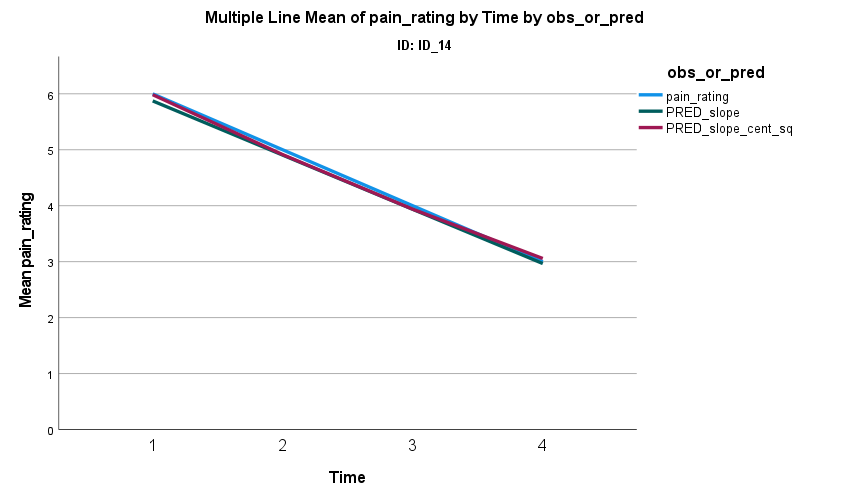 Multiple Line Mean of pain_rating by Time by obs_or_pred
ID: ID_14
obs_or_pred
pain_rating
PRED_slope
PRED_slope_cent_sq
Mean pain_rating
6
5
4
3
2
1
0
1 2 3 4
Time